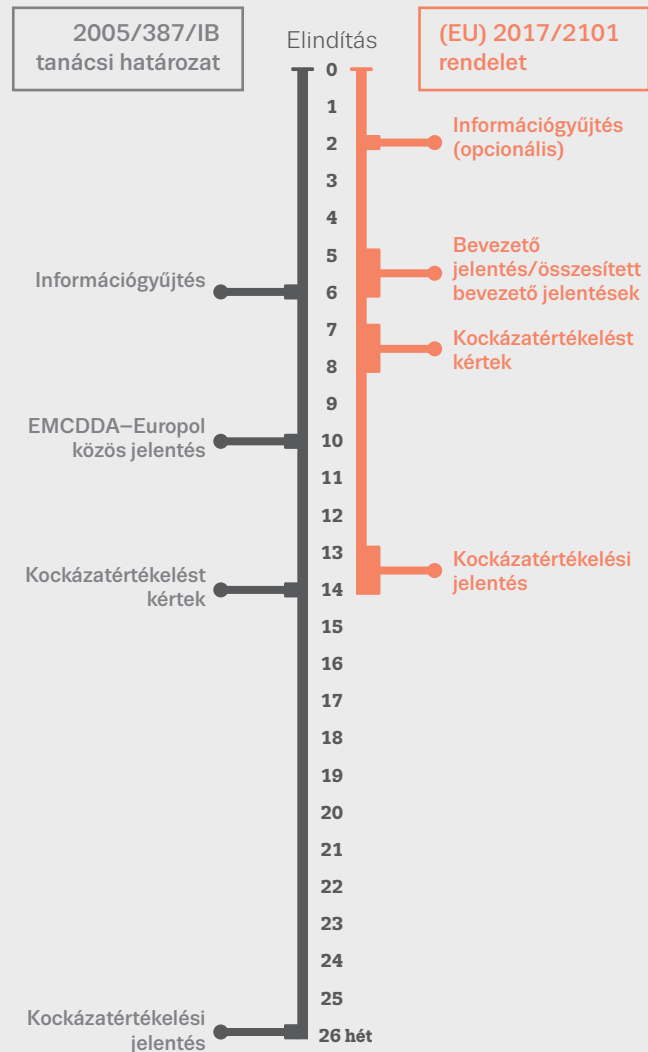 2005/387/IB
tanácsi határozat
Elindítás
(EU) 2017/2101
rendelet
0
1
2
3
4
5
6
7
8
9
10
11
12
13
14
15
16
17
18
19
20
21
22
23
24
25
26 hét
Információgyűjtés
EMCDDA–Europol
közös jelentés
Kockázatértékelést
kértek
Kockázatértékelési
jelentés
Információgyűjtés
(opcionális)
Bevezető
jelentés/összesített
bevezető jelentések
Kockázatértékelést
kértek
Kockázatértékelési
jelentés